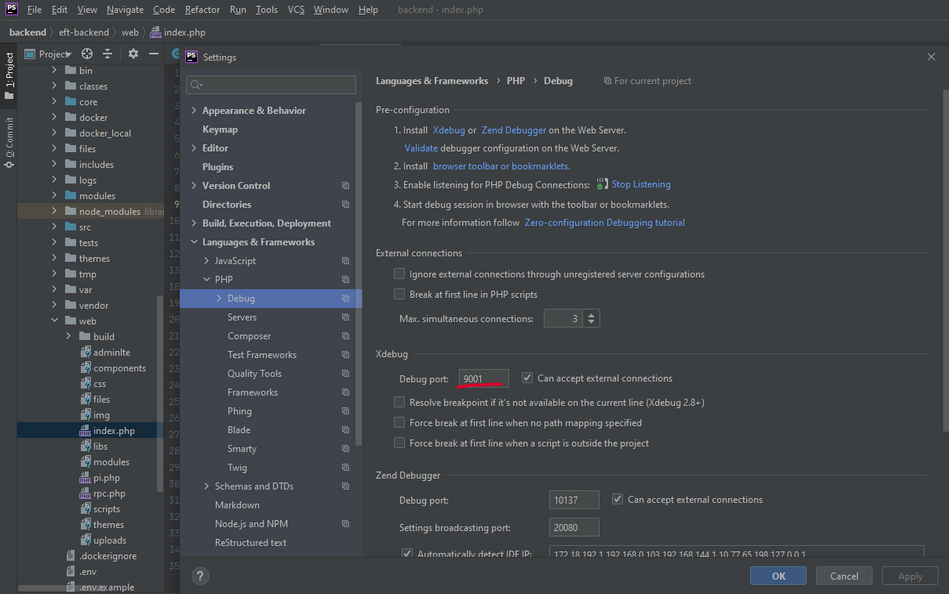 PS File Edit View Navigate Code Refactor Run Tools VCS Window Help backend - index.php
backend eft-backend web index.php
1: Project
0: Commit
Project
bin
classes
core
docker
docker_local
files
includes
logs
modules
node_modules library
src
tests
themes
tmp
var
vendor
web
build
adminlte
components
css
files
img
index.php
libs
modules
pi.php
rpc.php
scripts
themes
uploads
.dockerignore
.env
.env.example
PS Settings
Appearance & Behavior
Keymap
Editor
Plugins
Version Control
Directories
Build, Execution, Deployment
Languages & Frameworks
JavaScript
PHP
Debug
Servers
Composer
Test Frameworks
Quality Tools
Frameworks
Phing
Blade
Smarty
Twig
Schemas and DTDs
Markdown
Node.js and NPM
ReStructured text
Languages & Frameworks PHP Debug For current project
Pre-configuration
1. Install Xdebug or Zend Debugger on the Web Server.
Validate debugger configuration on the Web Server.
2. Install browser toolbar or bookmarklets.
3. Enable listening for PHP Debug Connections: Stop Listening
4. Start debug session in browser with the toolbar or bookmarklets.
For more information follow Zero-configuration Debugging tutorial
External connections
Ignore external connections through unregistered server configurations
Break at first line in PHP scripts
Max. simultaneous connections: 3
Xdebug
Debug port: 9001 Can accept external connections
Resolve breakpoint if it's not available on the current line (Xdebug 2.8+)
Force break at first line when no path mapping specified
Force break at first line when a script is outside the project
Zend Debugger
Debug port: 10137 Can accept external connections
Settings broadcasting port: 20080
Automatically detect IDE IP: 172.18.192.1,192.168.0.103,192.168.144.1,10.77.65.198,127.0.0.1
? OK Cancel Apply